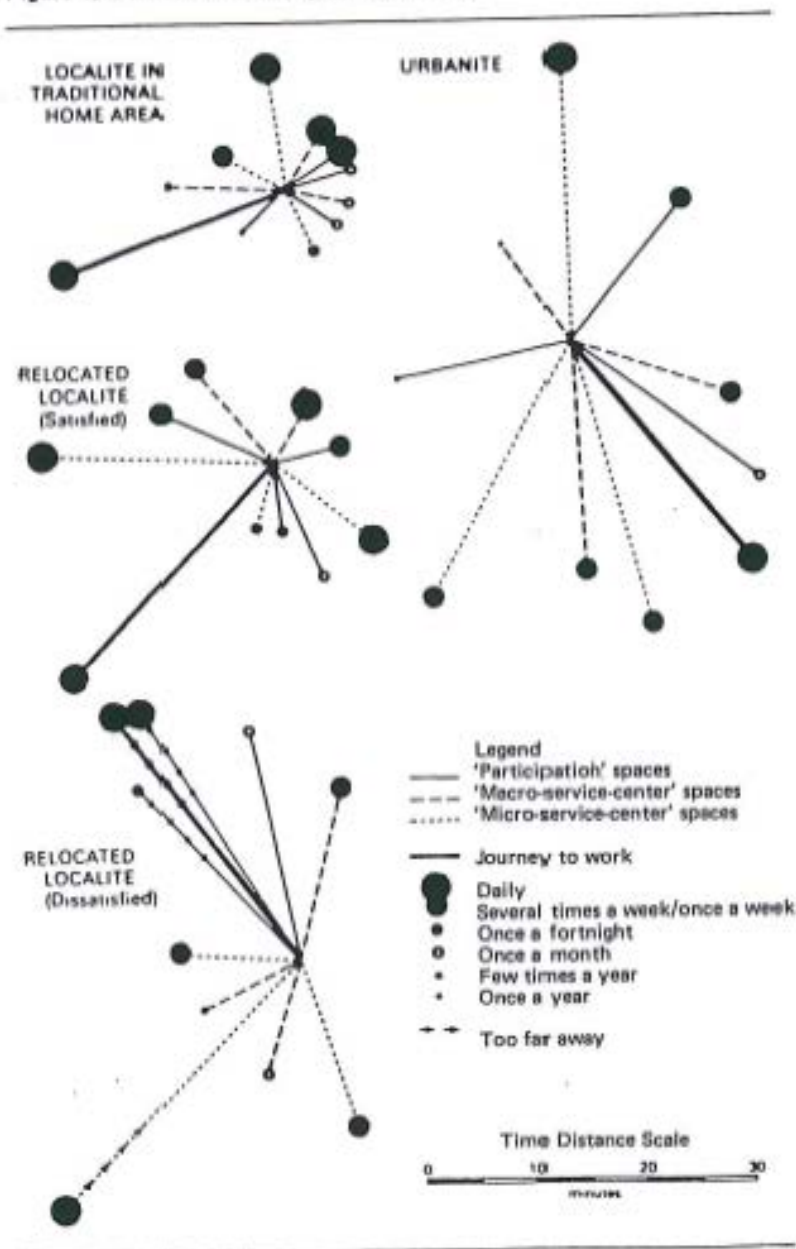 LOCALITE IN
TRADITIONAL
HOME AREA
URBANITE
RELOCATED
LOCALITE
(Satisfied)
RELOCATED
LOCALITE
(Dissatisfied)
Legend
'Participation' spaces
'Macro-service-center' spaces
'Micro-service-center' spaces
Journey to work
Daily
Several times a week/once a week
Once a fortnight
Once a month
Few times a year
Once a year
Too far away
Time Distance Scale
0 10 20 30
minutes